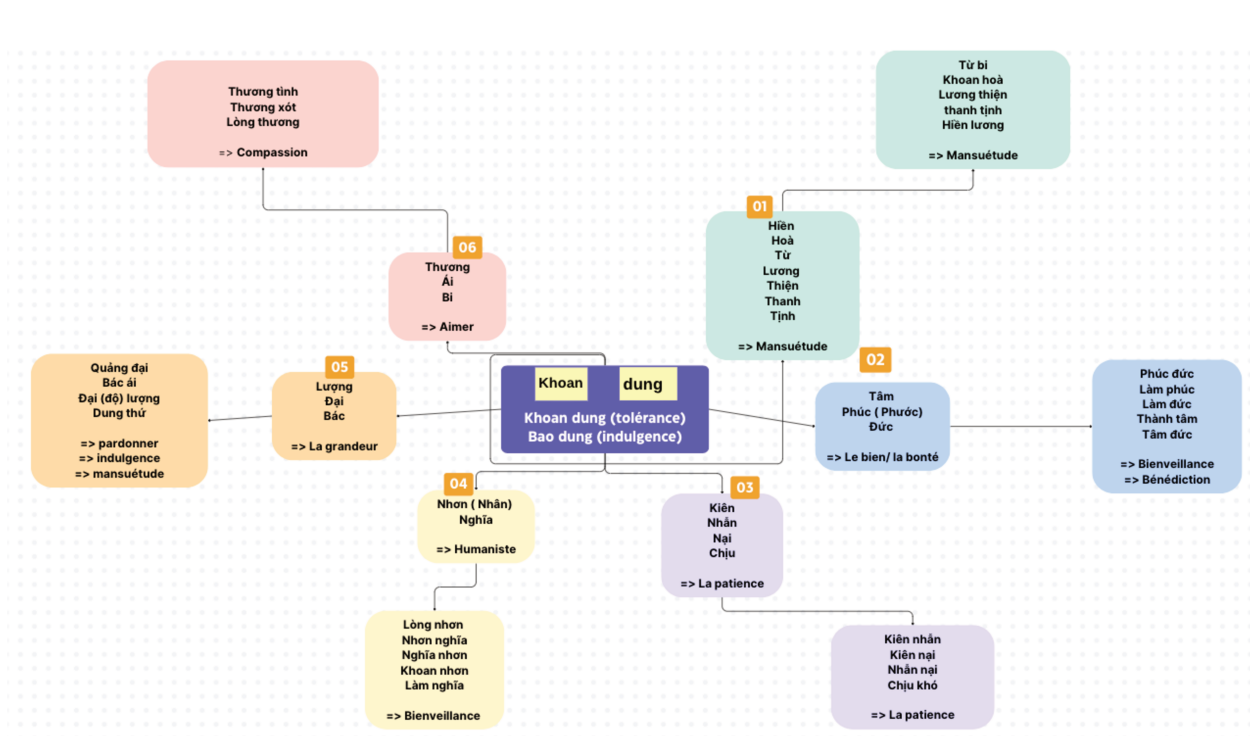 Khoan dung
Khoan dung (tolérance)
Bao dung (indulgence)
01
Hiền
Hoà
Từ
Lương
Thiện
Thanh
Tịnh
=> Mansuétude
Từ bi
Khoan hoà
Lương thiện
thanh tịnh
Hiền lương
=> Mansuétude
02
Tâm
Phúc ( Phước)
Đức
=> Le bien/ la bonté
Phúc đức
Làm phúc
Làm đức
Thành tâm
Tâm đức
=> Bienveillance
=> Bénédiction
03
Kiên
Nhẫn
Nại
Chịu
=> La patience
Kiên nhẫn
Kiên nại
Nhẫn nại
Chịu khó
=> La patience
04
Nhơn ( Nhân)
Nghĩa
=> Humaniste
Lòng nhơn
Nhơn nghĩa
Nghĩa nhơn
Khoan nhơn
Làm nghĩa
=> Bienveillance
05
Lượng
Đại
Bác
=> La grandeur
Quảng đại
Bác ái
Đại (độ) lượng
Dung thứ
=> pardonner
=> indulgence
=> mansuétude
06
Thương
Ái
Bi
=> Aimer
Thương tình
Thương xót
Lòng thương
=> Compassion